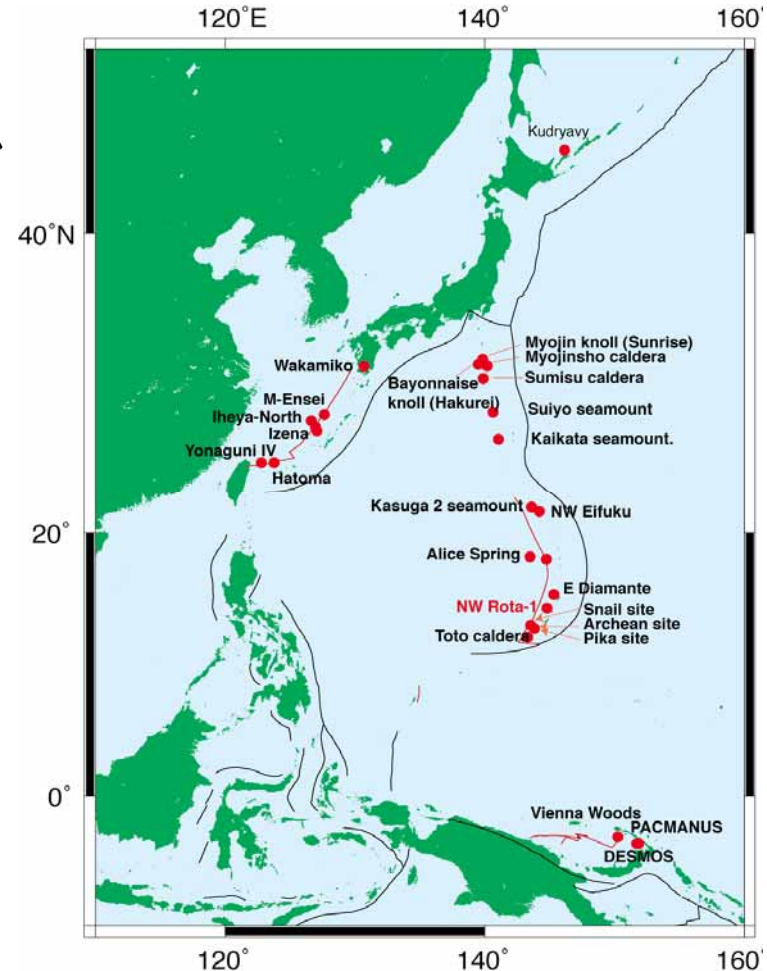 120˚E
140˚
160˚
Kudryavy
40˚N
Myojin knoll (Sunrise)
Myojinsho caldera
Wakamiko
Bayonnaise
knoll (Hakurei)
Sumisu caldera
M-Ensei
Iheya-North
Suiyo seamount
Izena
Kaikata seamount.
Yonaguni IV
Hatoma
Kasuga 2 seamount
NW Eifuku
20˚
Alice Spring
E Diamante
NW Rota-1
Snail site
Archean site
Toto caldera
Pika site
0˚
Vienna Woods
PACMANUS
DESMOS
120˚
140˚
160˚